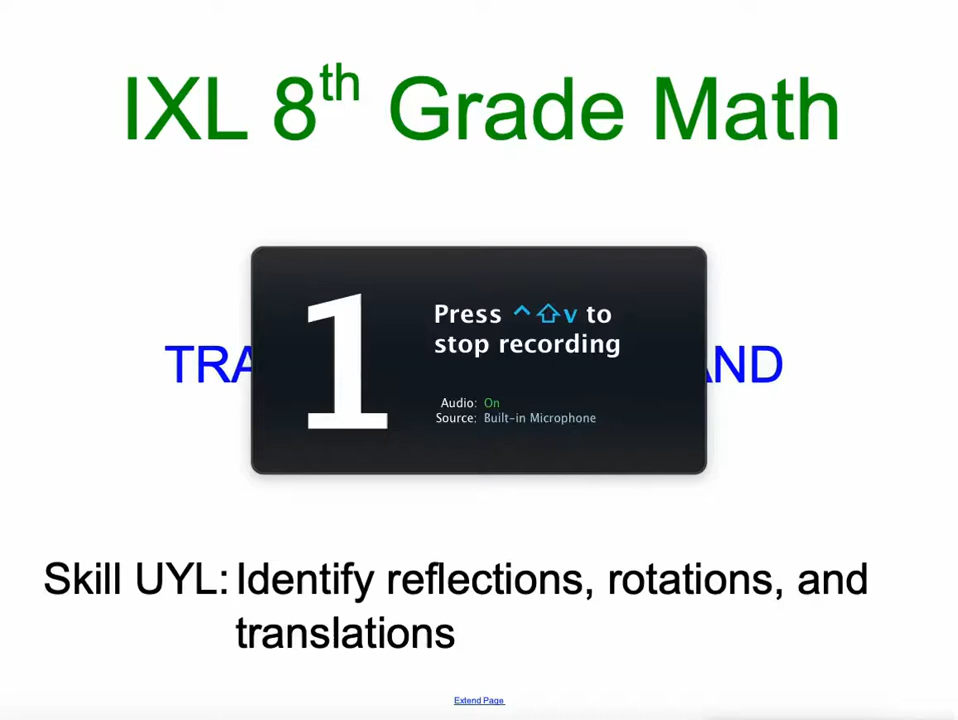 IXL 8th Grade Math
1
Press ^⇧v to
stop recording
Audio: On
Source: Built-in Microphone
TRA AND
Skill UYL: Identify reflections, rotations, and
translations
Extend Page